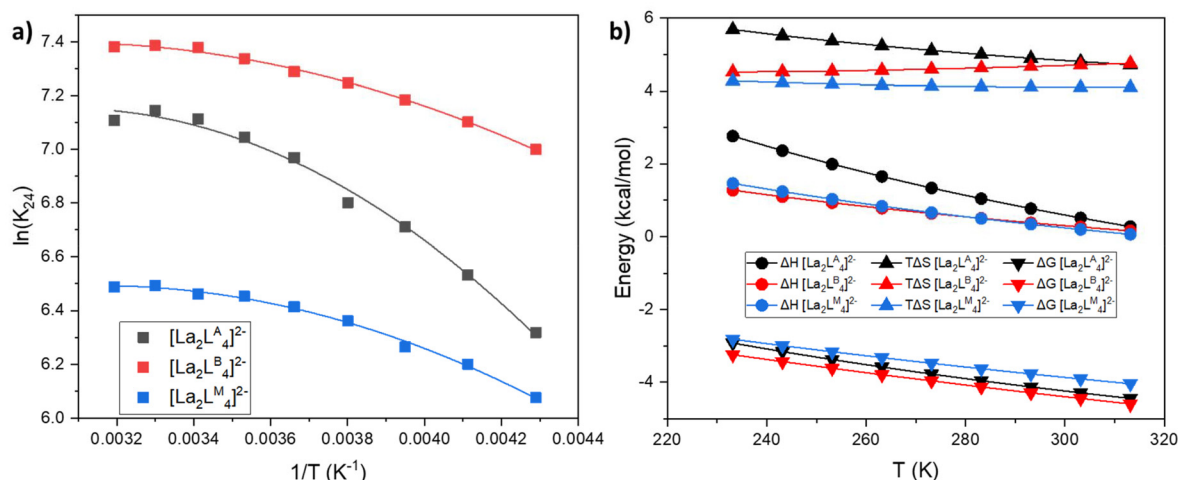 a)
7.4
7.2
7.0
6.8
6.6
6.4
6.2
6.0
ln(K₂₄)
[La₂Lᴬ₄]²⁻
[La₂Lᴮ₄]²⁻
[La₂Lᴹ₄]²⁻
0.0032 0.0034 0.0036 0.0038 0.0040 0.0042 0.0044
1/T (K⁻¹)
b)
6
4
2
0
-2
-4
Energy (kcal/mol)
ΔH [La₂Lᴬ₄]²⁻ TΔS [La₂Lᴬ₄]²⁻ ΔG [La₂Lᴬ₄]²⁻
ΔH [La₂Lᴮ₄]²⁻ TΔS [La₂Lᴮ₄]²⁻ ΔG [La₂Lᴮ₄]²⁻
ΔH [La₂Lᴹ₄]²⁻ TΔS [La₂Lᴹ₄]²⁻ ΔG [La₂Lᴹ₄]²⁻
220 240 260 280 300 320
T (K)